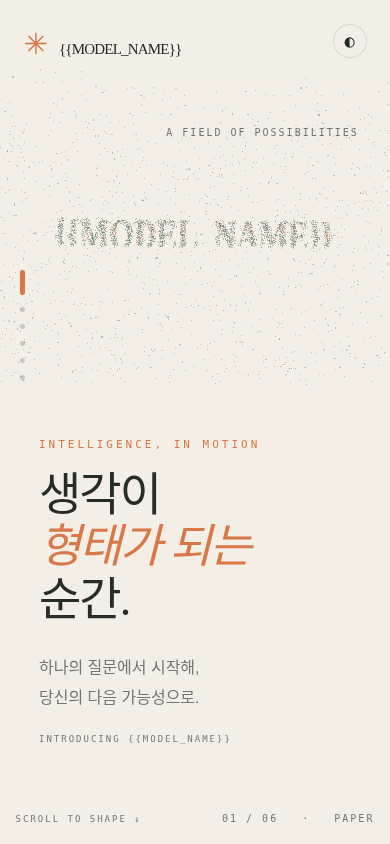 {{MODEL_NAME}}
A FIELD OF POSSIBILITIES
{{MODEL_NAME}}
INTELLIGENCE, IN MOTION
생각이
형태가 되는
순간.
하나의 질문에서 시작해,
당신의 다음 가능성으로.
INTRODUCING {{MODEL_NAME}}
SCROLL TO SHAPE ↓
01 / 06 · PAPER